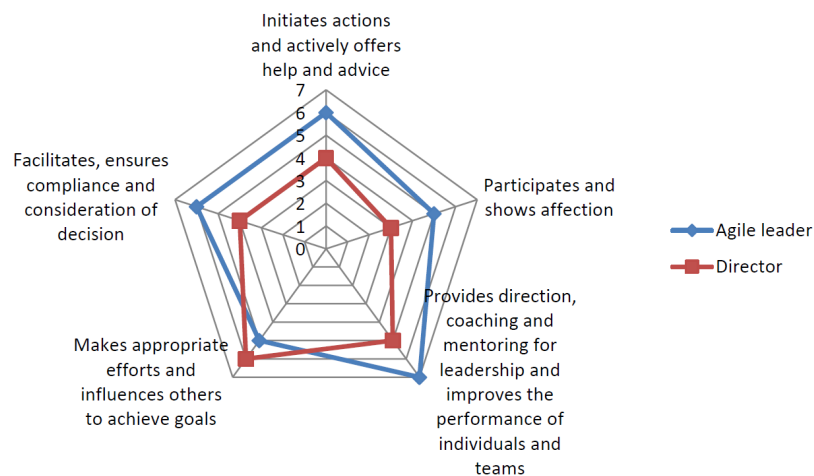 Initiates actions
and actively offers
help and advice
7
6
5
4
3
2
1
0
Facilitates, ensures
compliance and
consideration of
decision
Participates and
shows affection
Agile leader
Director
Makes appropriate
efforts and
influences others
to achieve goals
Provides direction,
coaching and
mentoring for
leadership and
improves the
performance of
individuals and
teams